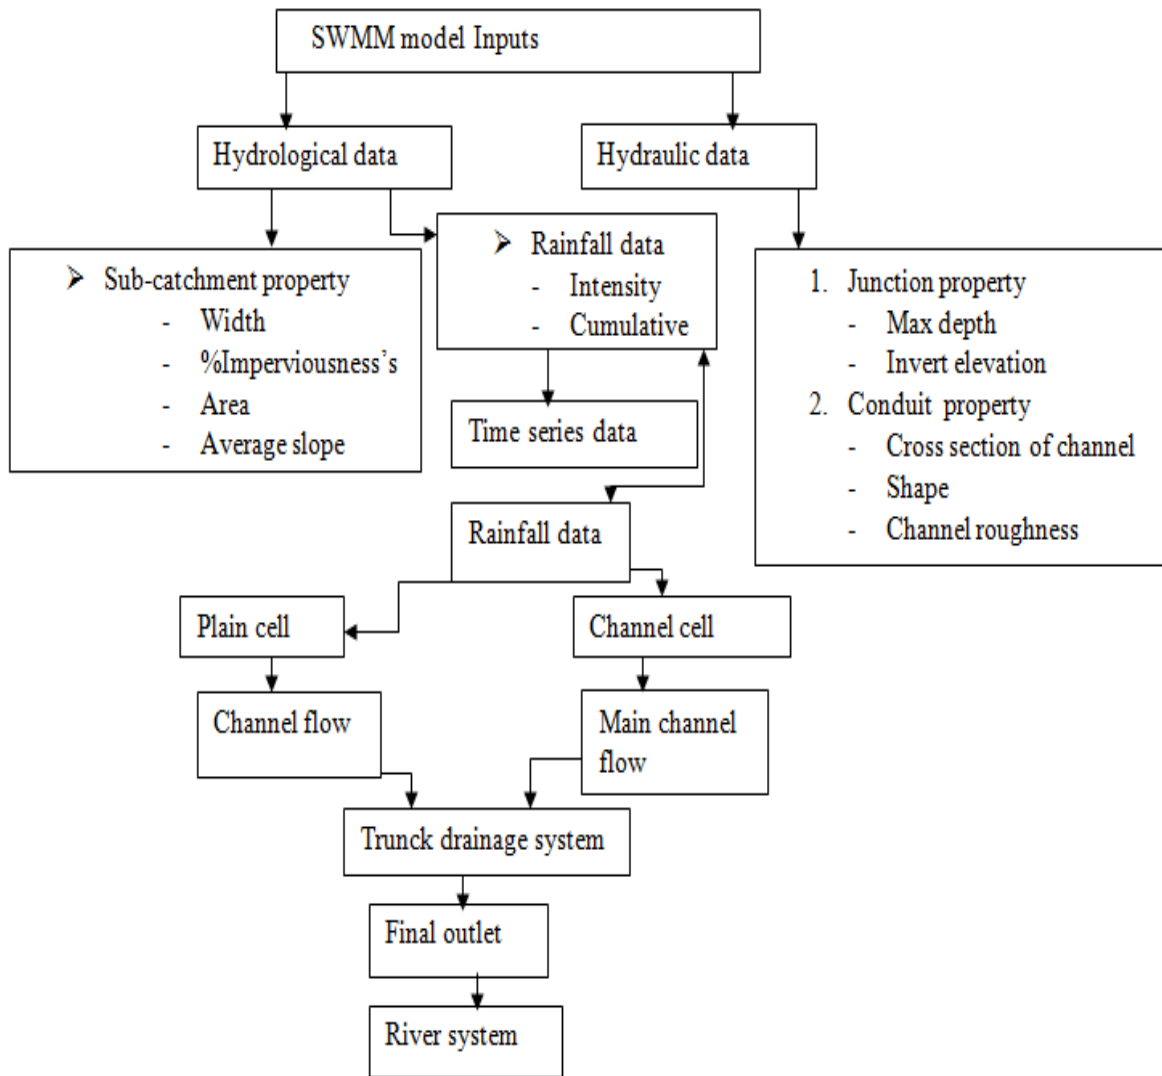 SWMM model Inputs
Hydrological data
Hydraulic data
➢ Sub-catchment property
- Width
- %Imperviousness’s
- Area
- Average slope
➢ Rainfall data
- Intensity
- Cumulative
Time series data
1. Junction property
- Max depth
- Invert elevation
2. Conduit property
- Cross section of channel
- Shape
- Channel roughness
Rainfall data
Plain cell
Channel cell
Channel flow
Main channel
flow
Trunck drainage system
Final outlet
River system